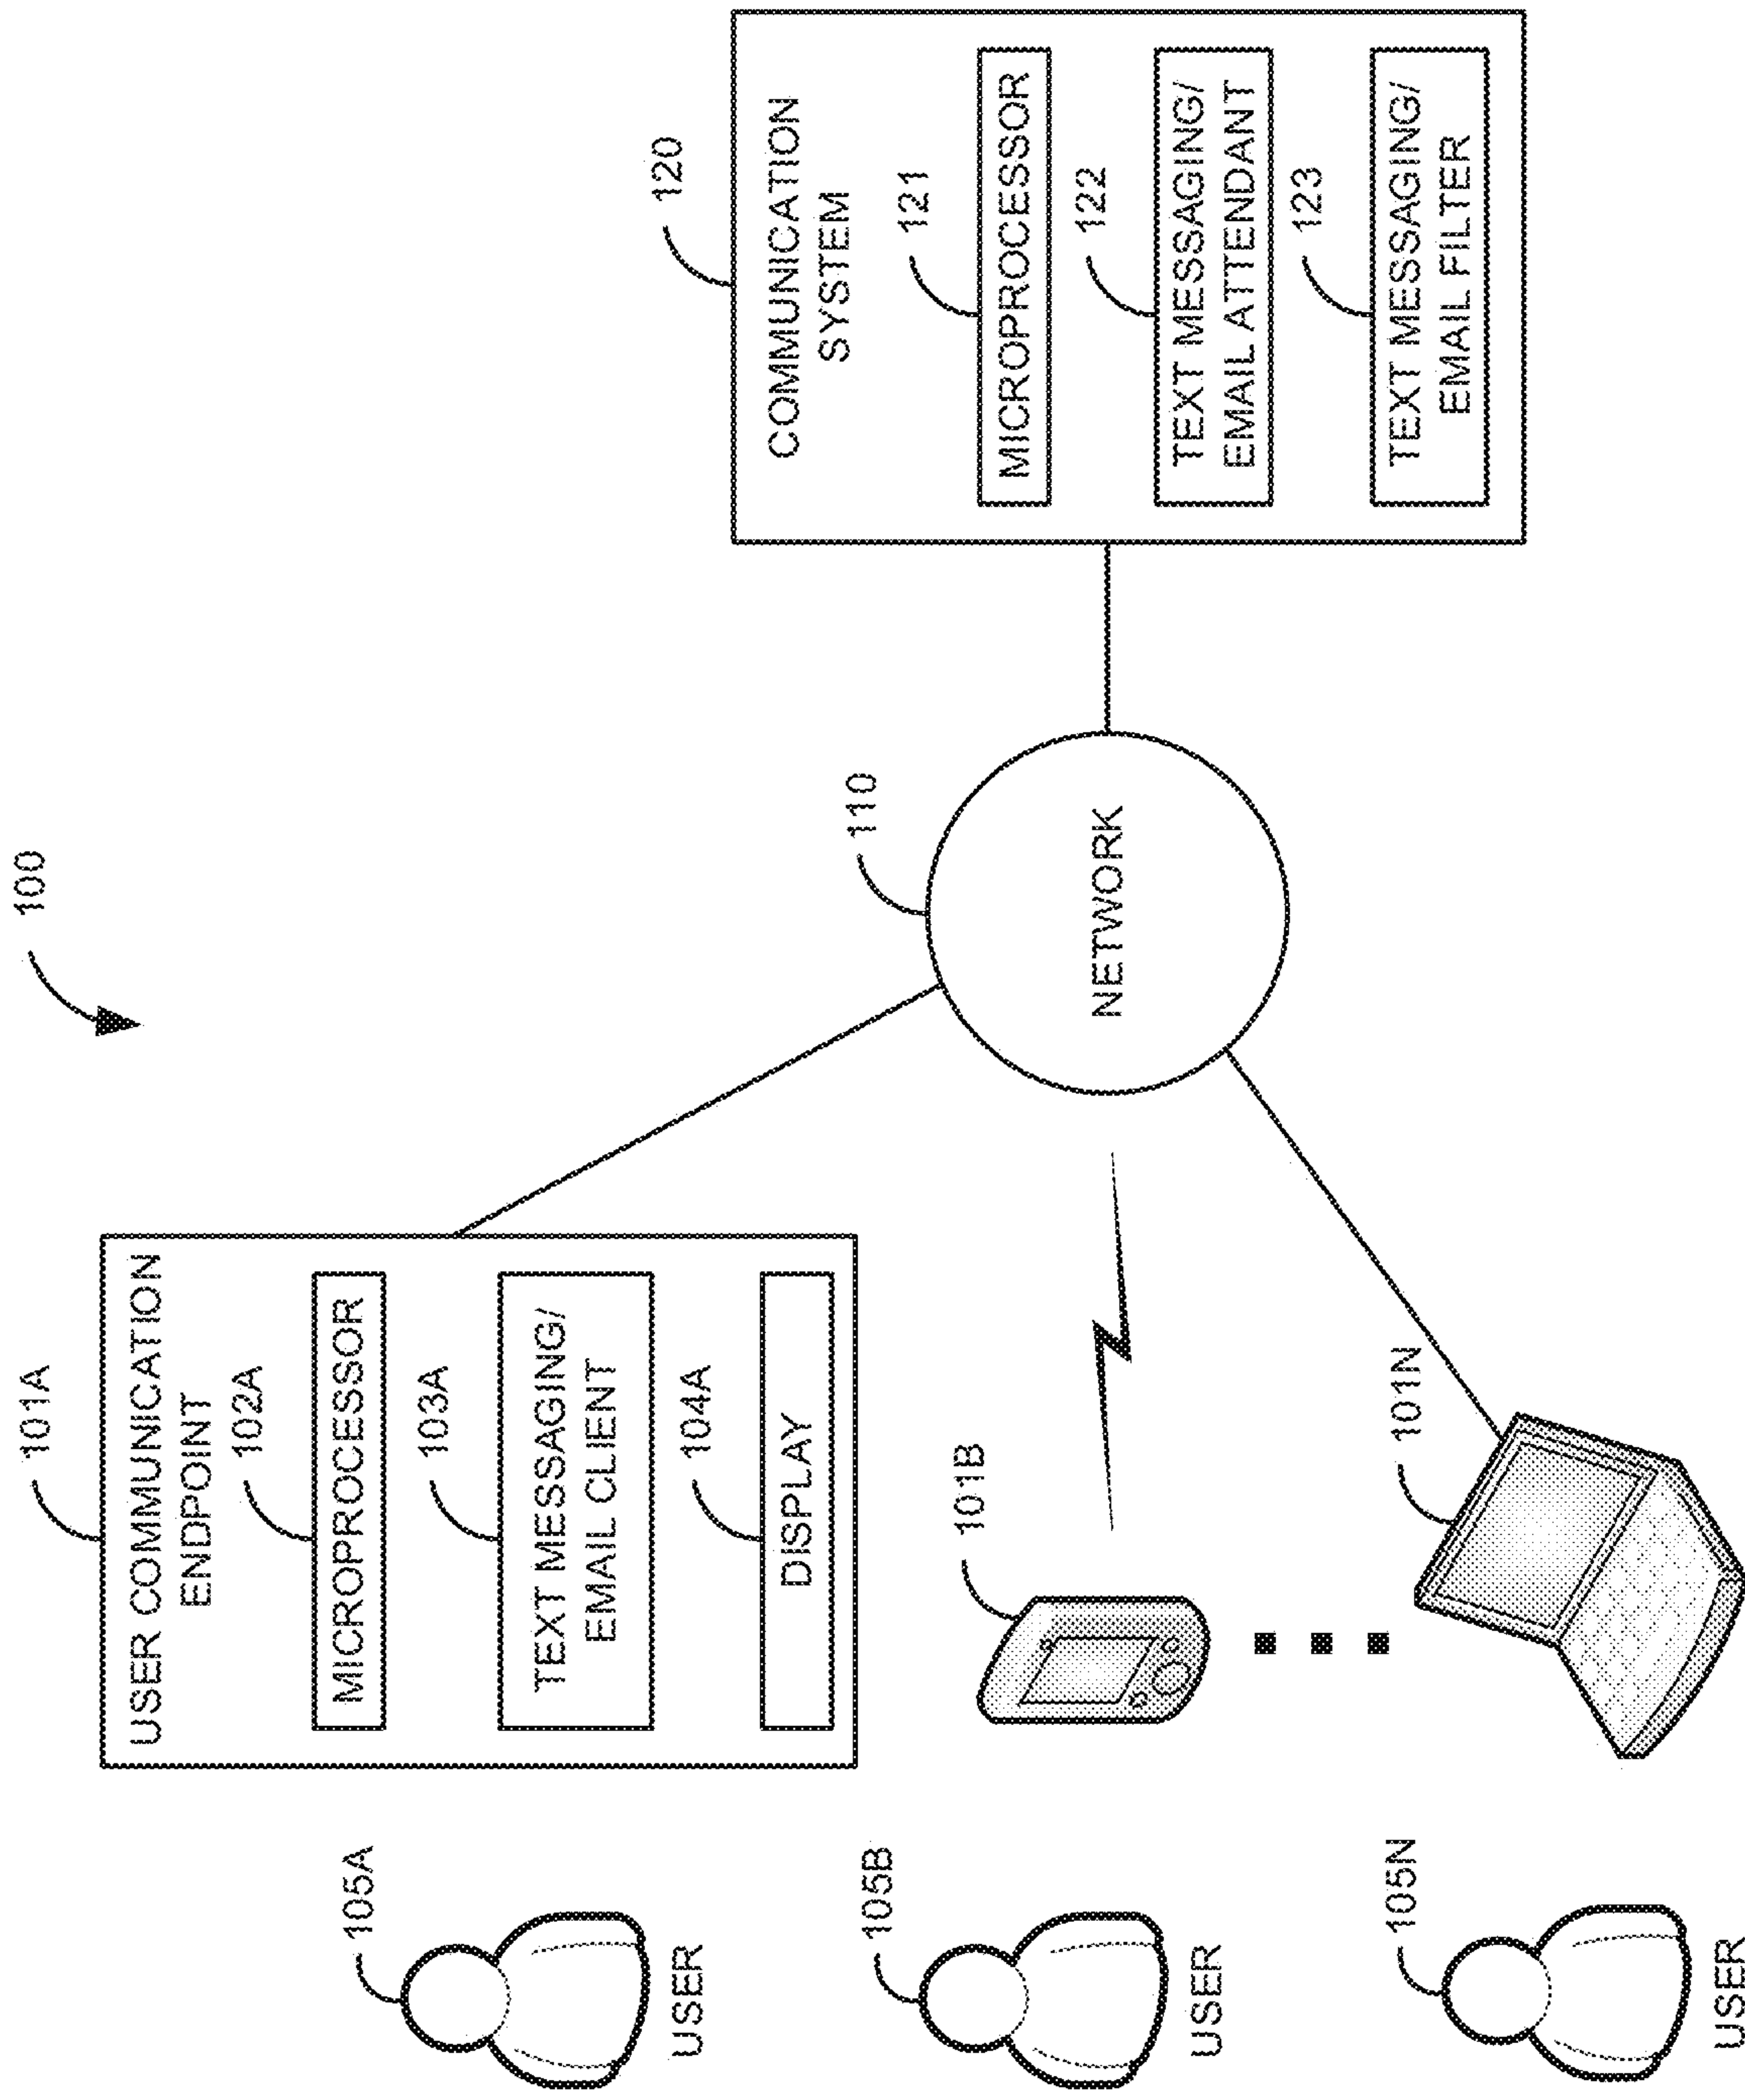 100
101A
USER COMMUNICATION
ENDPOINT
102A
MICROPROCESSOR
103A
TEXT MESSAGING/
EMAIL CLIENT
104A
DISPLAY
105A
USER
101B
105B
USER
101N
105N
USER
110
NETWORK
120
COMMUNICATION
SYSTEM
121
MICROPROCESSOR
122
TEXT MESSAGING/
EMAIL ATTENDANT
123
TEXT MESSAGING/
EMAIL FILTER